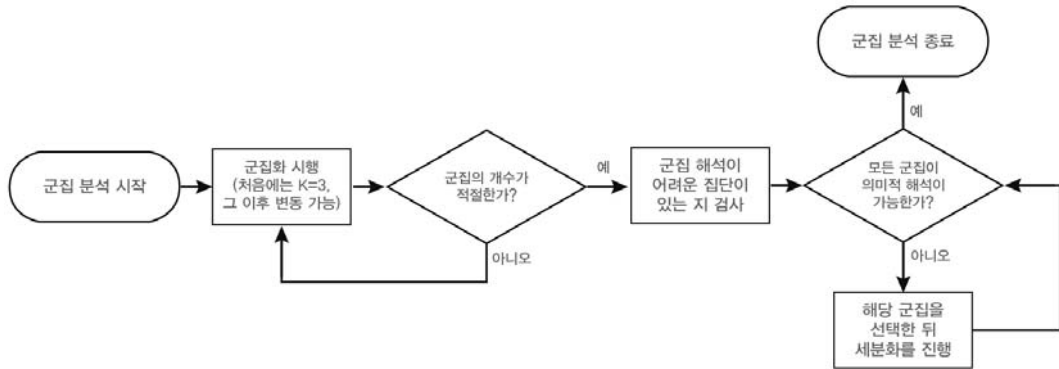 군집 분석 시작
군집화 시행
(처음에는 K=3,
그 이후 변동 가능)
군집의 개수가
적절한가?
예
아니오
군집 해석이
어려운 집단이
있는 지 검사
모든 군집이
의미적 해석이
가능한가?
예
군집 분석 종료
아니오
해당 군집을
선택한 뒤
세분화를 진행